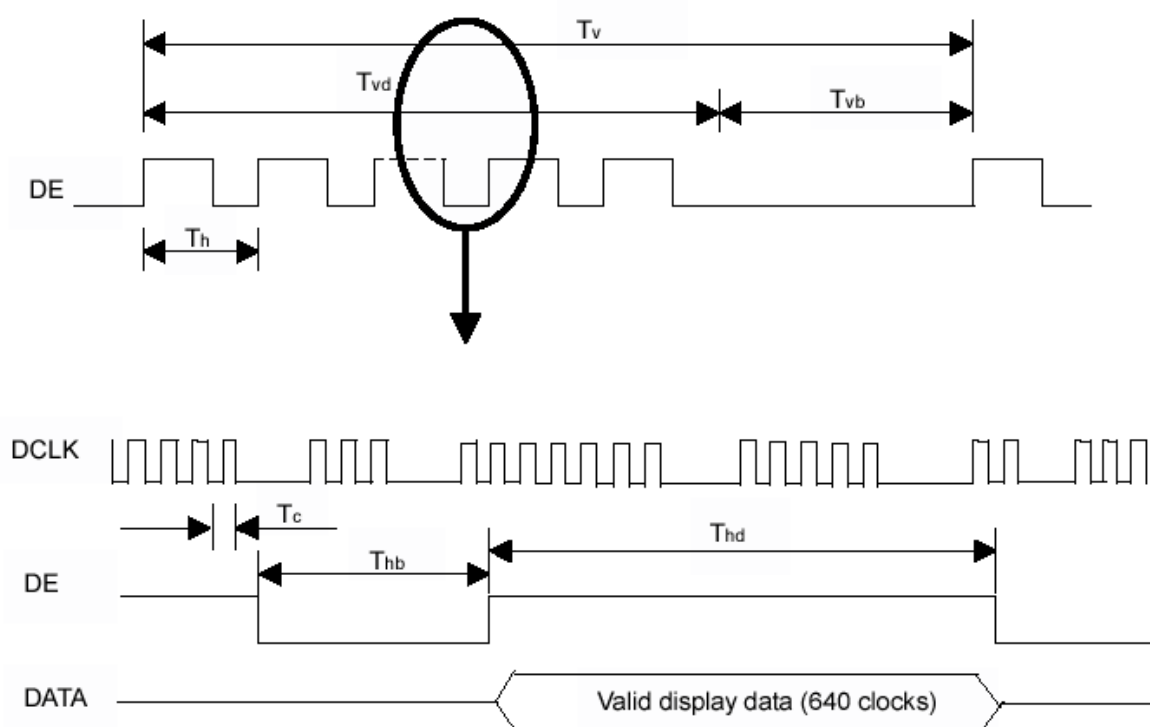 Tv
Tvd
Tvb
DE
Th
DCLK
Tc
Thd
Thb
DE
DATA
Valid display data (640 clocks)